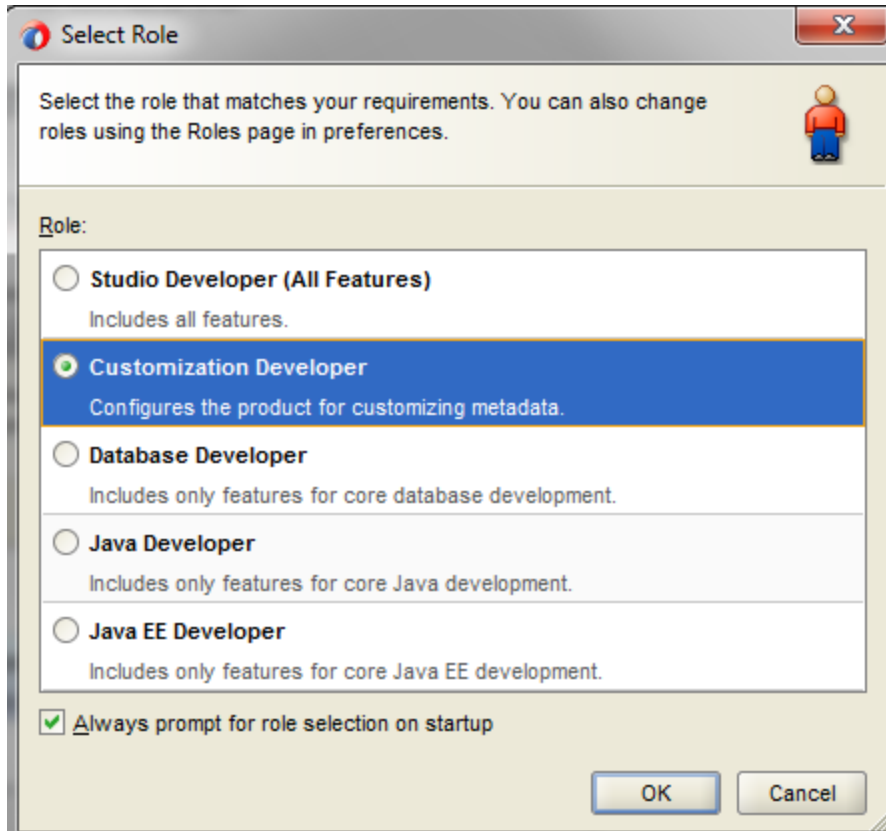 Select Role
Select the role that matches your requirements. You can also change
roles using the Roles page in preferences.
Role:
Studio Developer (All Features)
Includes all features.
Customization Developer
Configures the product for customizing metadata.
Database Developer
Includes only features for core database development.
Java Developer
Includes only features for core Java development.
Java EE Developer
Includes only features for core Java EE development.
Always prompt for role selection on startup
OK Cancel